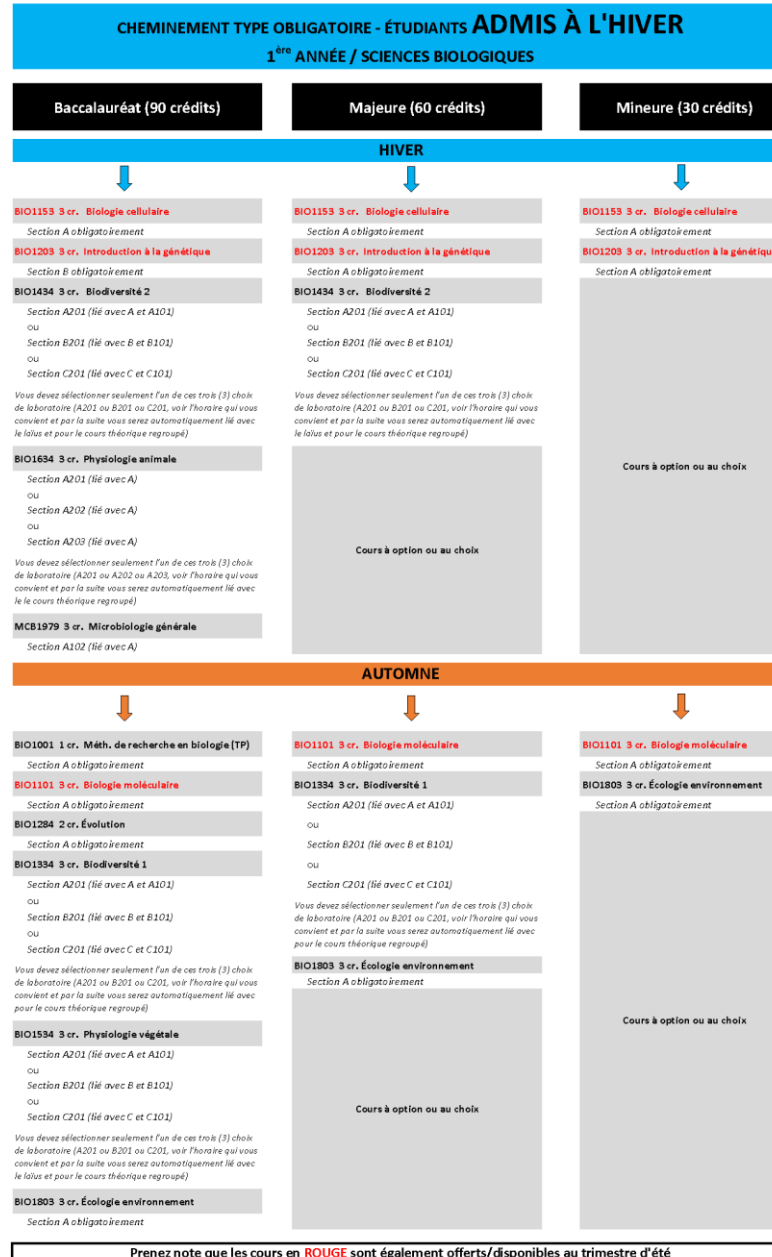 CHEMINEMENT TYPE OBLIGATOIRE - ÉTUDIANTS ADMIS À L'HIVER
1ère ANNÉE / SCIENCES BIOLOGIQUES
Baccalauréat (90 crédits)
Majeure (60 crédits)
Mineure (30 crédits)
HIVER
BIO1153 3 cr. Biologie cellulaire
Section A obligatoirement
BIO1203 3 cr. Introduction à la génétique
Section B obligatoirement
BIO1434 3 cr. Biodiversité 2
Section A201 (lié avec A et A101)
ou
Section B201 (lié avec B et B101)
ou
Section C201 (lié avec C et C101)
Vous devez sélectionner seulement l'un de ces trois (3) choix
de laboratoire (A201 ou B201 ou C201, voir l'horaire qui vous
convient et par la suite vous serez automatiquement lié avec
le laïus et pour le cours théorique regroupé)
BIO1634 3 cr. Physiologie animale
Section A201 (lié avec A)
ou
Section A202 (lié avec A)
ou
Section A203 (lié avec A)
Vous devez sélectionner seulement l'un de ces trois (3) choix
de laboratoire (A201 ou A202 ou A203, voir l'horaire qui vous
convient et par la suite vous serez automatiquement lié avec
le le cours théorique regroupé)
MCB1979 3 cr. Microbiologie générale
Section A102 (lié avec A)
BIO1153 3 cr. Biologie cellulaire
Section A obligatoirement
BIO1203 3 cr. Introduction à la génétique
Section A obligatoirement
BIO1434 3 cr. Biodiversité 2
Section A201 (lié avec A et A101)
ou
Section B201 (lié avec B et B101)
ou
Section C201 (lié avec C et C101)
Vous devez sélectionner seulement l'un de ces trois (3) choix
de laboratoire (A201 ou B201 ou C201, voir l'horaire qui vous
convient et par la suite vous serez automatiquement lié avec
le laïus et pour le cours théorique regroupé)
Cours à option ou au choix
BIO1153 3 cr. Biologie cellulaire
Section A obligatoirement
BIO1203 3 cr. Introduction à la génétique
Section A obligatoirement
Cours à option ou au choix
AUTOMNE
BIO1001 1 cr. Méth. de recherche en biologie (TP)
Section A obligatoirement
BIO1101 3 cr. Biologie moléculaire
Section A obligatoirement
BIO1284 2 cr. Évolution
Section A obligatoirement
BIO1334 3 cr. Biodiversité 1
Section A201 (lié avec A et A101)
ou
Section B201 (lié avec B et B101)
ou
Section C201 (lié avec C et C101)
Vous devez sélectionner seulement l'un de ces trois (3) choix
de laboratoire (A201 ou B201 ou C201, voir l'horaire qui vous
convient et par la suite vous serez automatiquement lié avec
pour le cours théorique regroupé)
BIO1534 3 cr. Physiologie végétale
Section A201 (lié avec A et A101)
ou
Section B201 (lié avec B et B101)
ou
Section C201 (lié avec C et C101)
Vous devez sélectionner seulement l'un de ces trois (3) choix
de laboratoire (A201 ou B201 ou C201, voir l'horaire qui vous
convient et par la suite vous serez automatiquement lié avec
le laïus et pour le cours théorique regroupé)
BIO1803 3 cr. Écologie environnement
Section A obligatoirement
BIO1101 3 cr. Biologie moléculaire
Section A obligatoirement
BIO1334 3 cr. Biodiversité 1
Section A201 (lié avec A et A101)
ou
Section B201 (lié avec B et B101)
ou
Section C201 (lié avec C et C101)
Vous devez sélectionner seulement l'un de ces trois (3) choix
de laboratoire (A201 ou B201 ou C201, voir l'horaire qui vous
convient et par la suite vous serez automatiquement lié avec
pour le cours théorique regroupé)
BIO1803 3 cr. Écologie environnement
Section A obligatoirement
Cours à option ou au choix
BIO1101 3 cr. Biologie moléculaire
Section A obligatoirement
BIO1803 3 cr. Écologie environnement
Section A obligatoirement
Cours à option ou au choix
Prenez note que les cours en ROUGE sont également offerts/disponibles au trimestre d'été